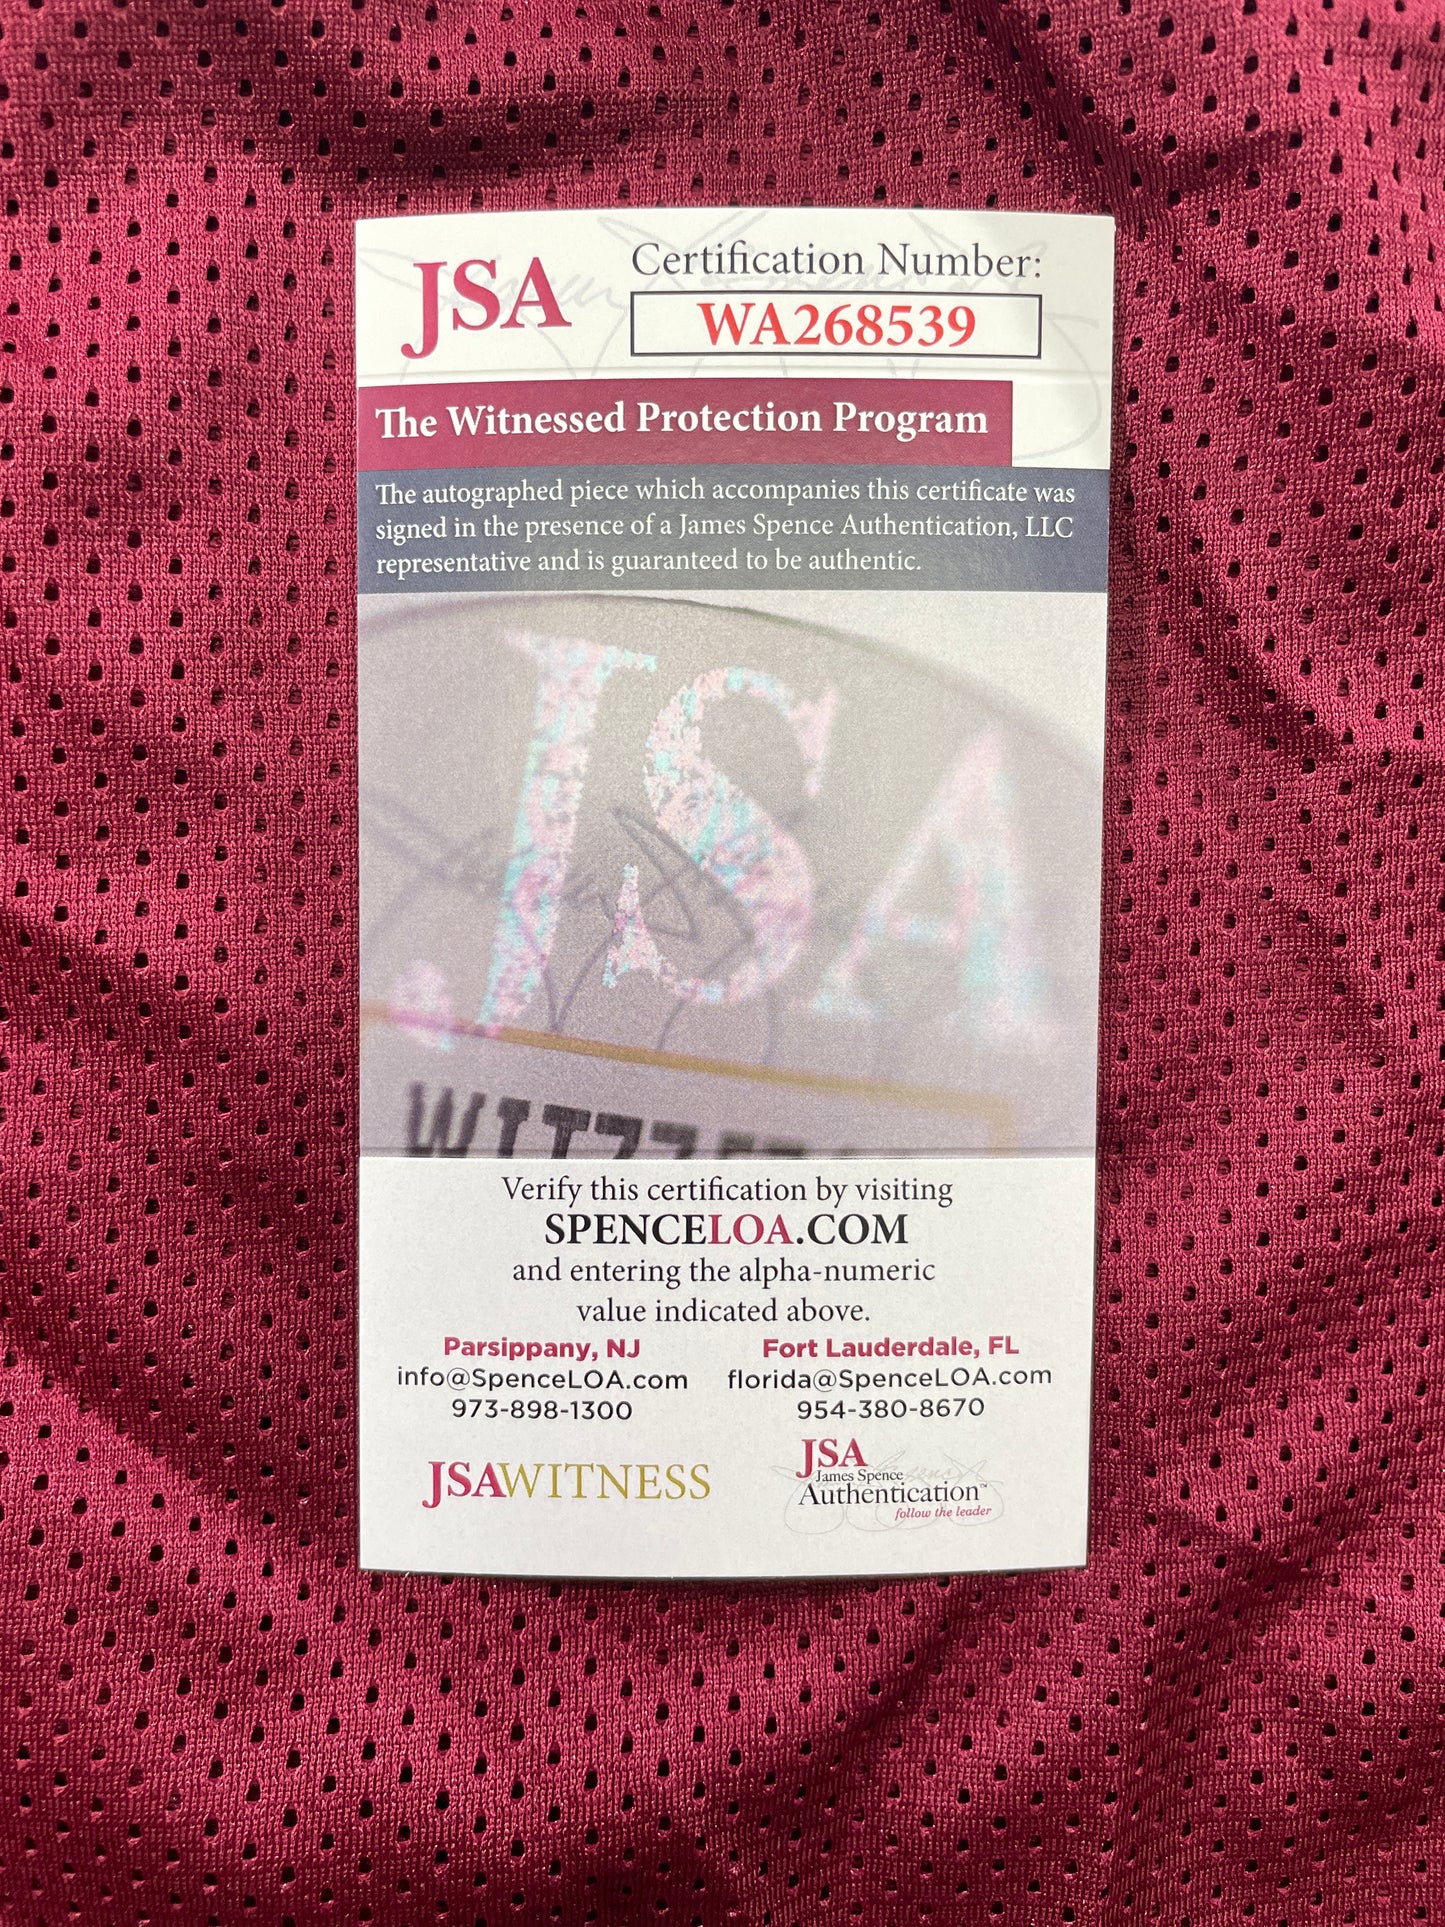 JSA
Certification Number:
WA268539
The Witnessed Protection Program
The autographed piece which accompanies this certificate was
signed in the presence of a James Spence Authentication, LLC
representative and is guaranteed to be authentic.
JSA
Verify this certification by visiting
SPENCELOA.COM
and entering the alpha-numeric
value indicated above.
Parsippany, NJ
info@SpenceLOA.com
973-898-1300
Fort Lauderdale, FL
florida@SpenceLOA.com
954-380-8670
JSAWITNESS
JSA
James Spence
Authentication™
follow the leader